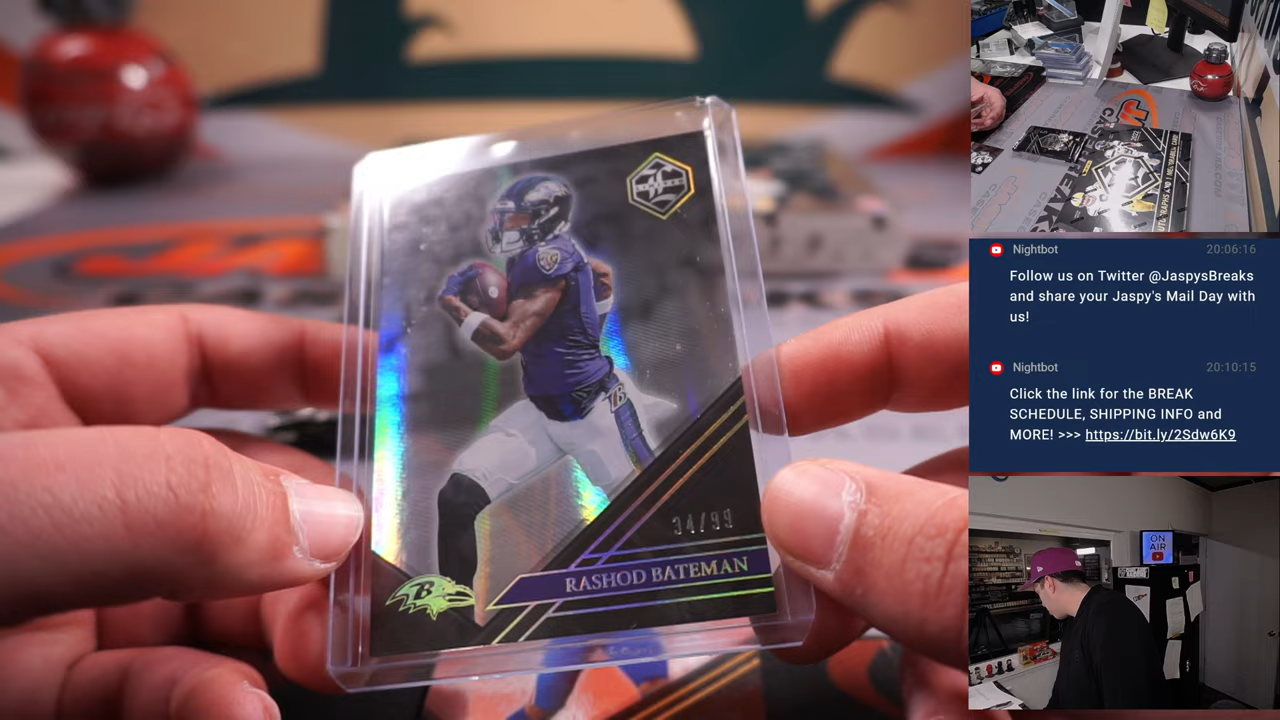 LIMITED
34/99
RASHOD BATEMAN
B
Nightbot 20:06:16
Follow us on Twitter @JaspysBreaks
and share your Jaspy's Mail Day with
us!
Nightbot 20:10:15
Click the link for the BREAK
SCHEDULE, SHIPPING INFO and
MORE! >>> https://bit.ly/2Sdw6K9
ON
AIR